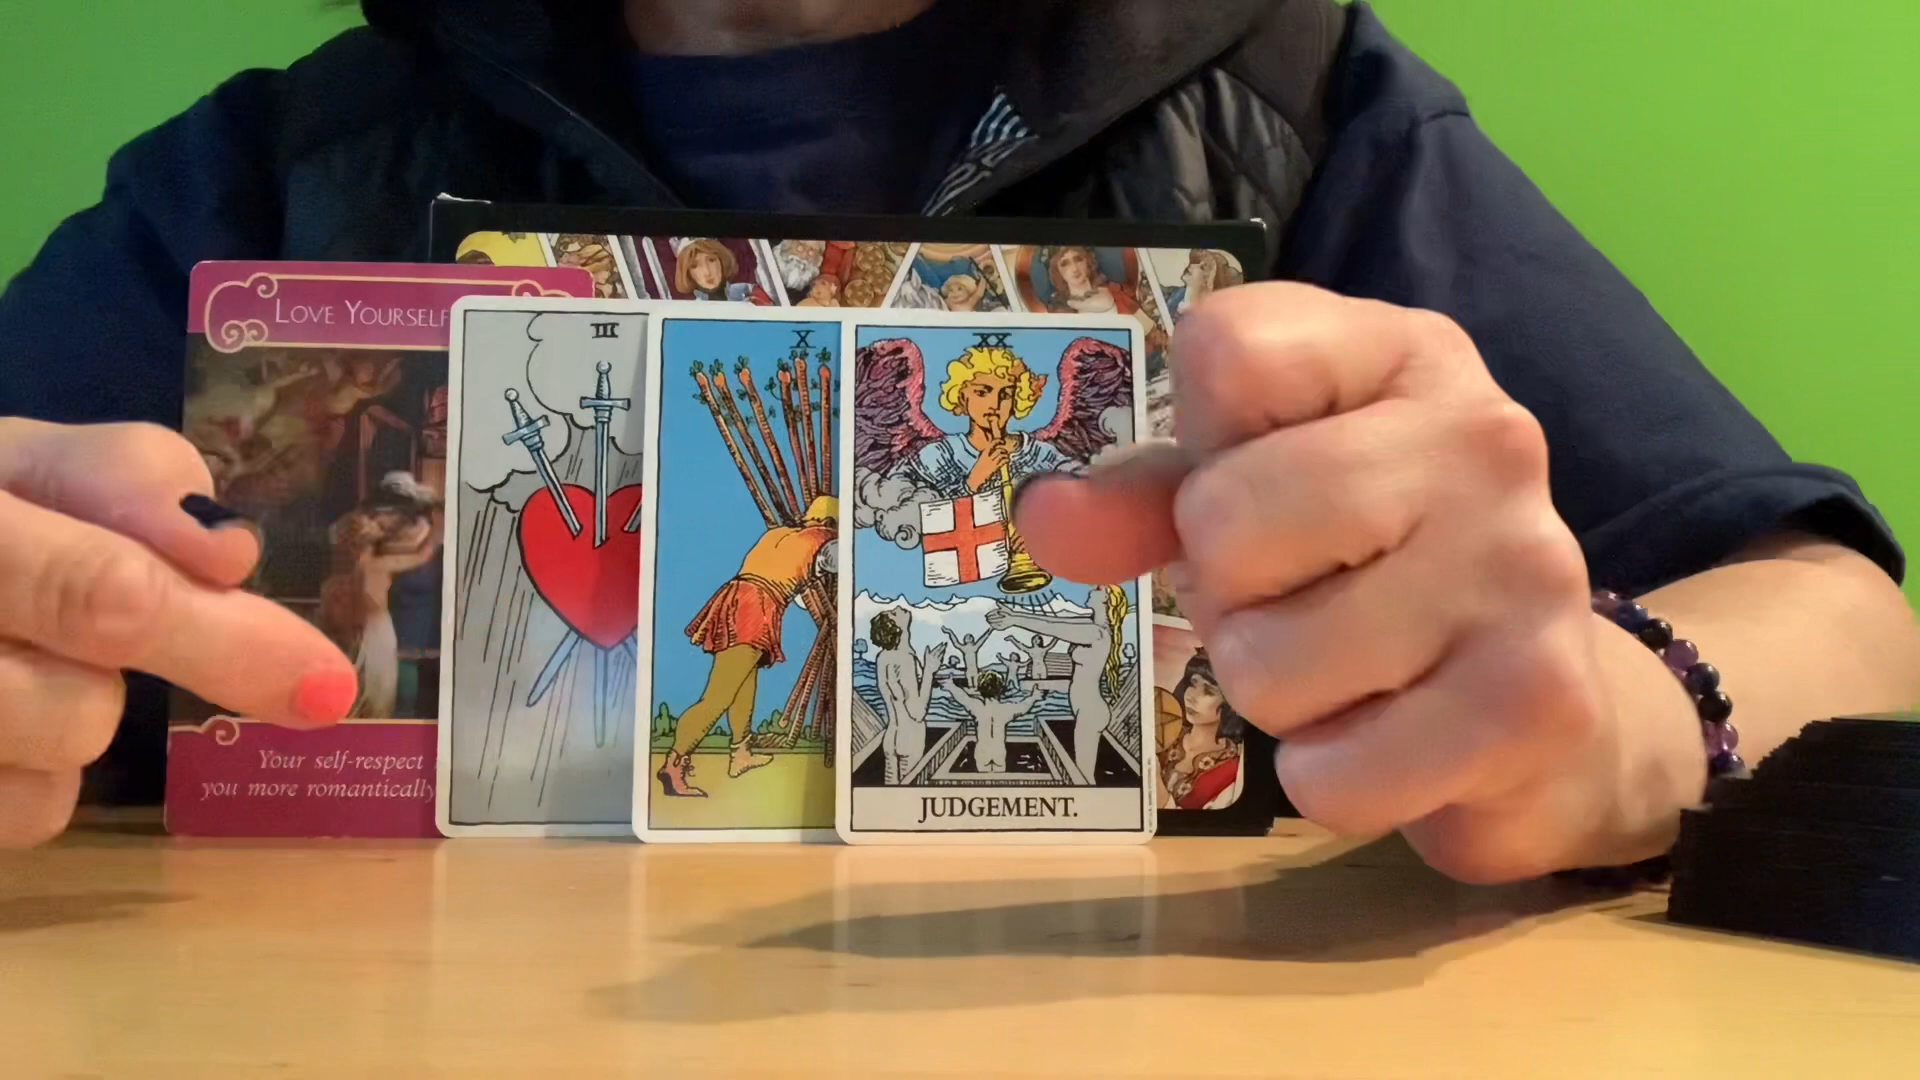 LOVE YOURSELF
III
X
XX
Your self-respect
you more romantically
JUDGEMENT.